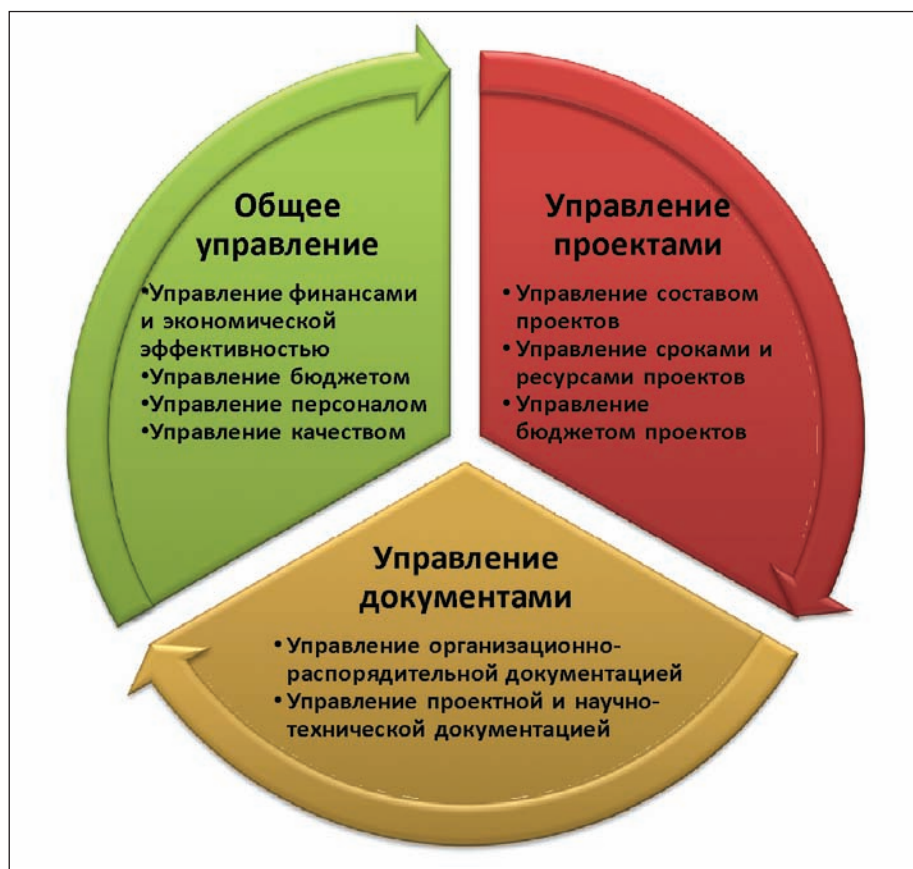 Общее
управление
•Управление финансами
и экономической
эффективностью
•Управление бюджетом
•Управление персоналом
•Управление качеством
Управление
проектами
• Управление составом
проектов
• Управление сроками и
ресурсами проектов
• Управление
бюджетом проектов
Управление
документами
• Управление организационно-
распорядительной документацией
• Управление проектной и научно-
технической документацией